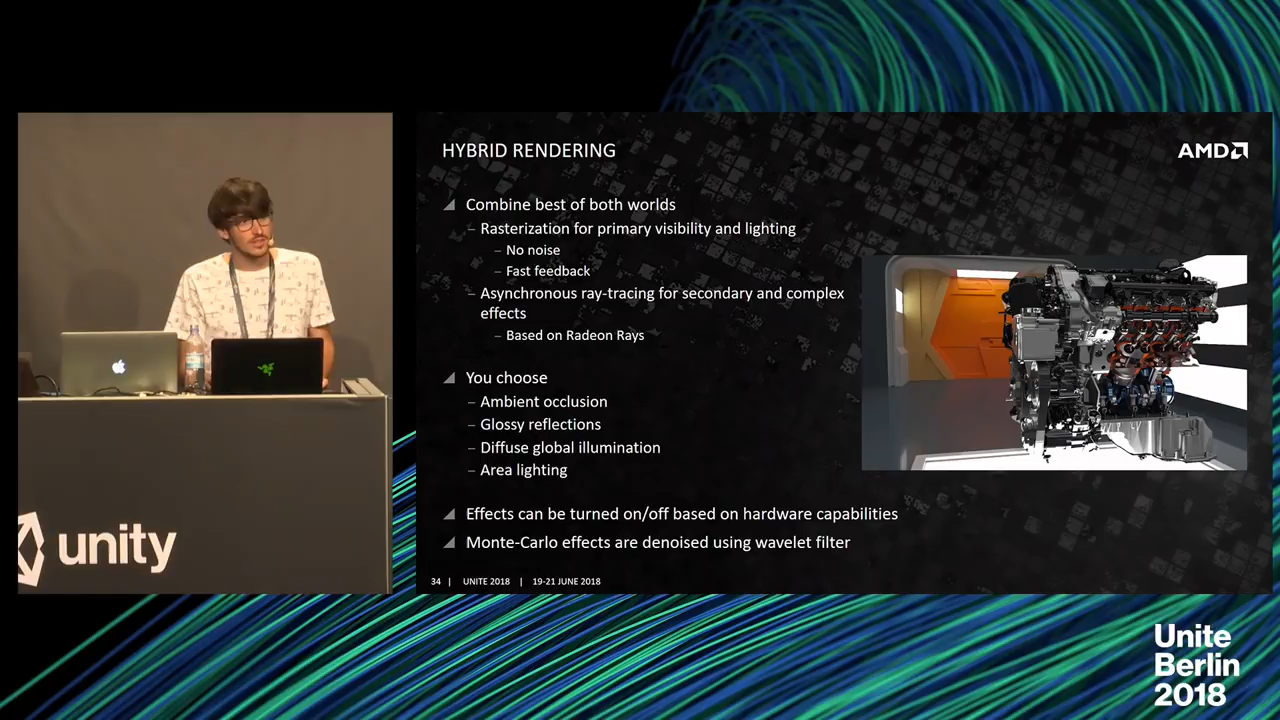 HYBRID RENDERING
AMD
Combine best of both worlds
– Rasterization for primary visibility and lighting
– No noise
– Fast feedback
– Asynchronous ray-tracing for secondary and complex
effects
– Based on Radeon Rays
You choose
– Ambient occlusion
– Glossy reflections
– Diffuse global illumination
– Area lighting
Effects can be turned on/off based on hardware capabilities
Monte-Carlo effects are denoised using wavelet filter
34 | UNITE 2018 | 19-21 JUNE 2018
unity
Unite
Berlin
2018